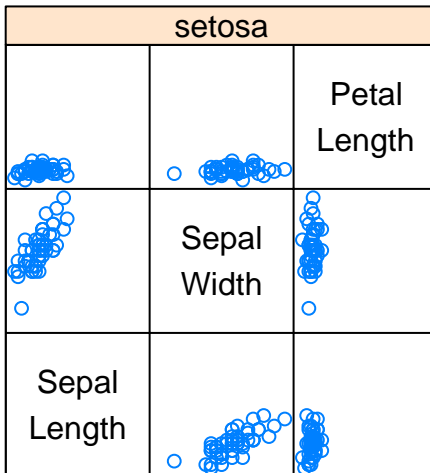 setosa
Petal
Length
Sepal
Width
Sepal
Length